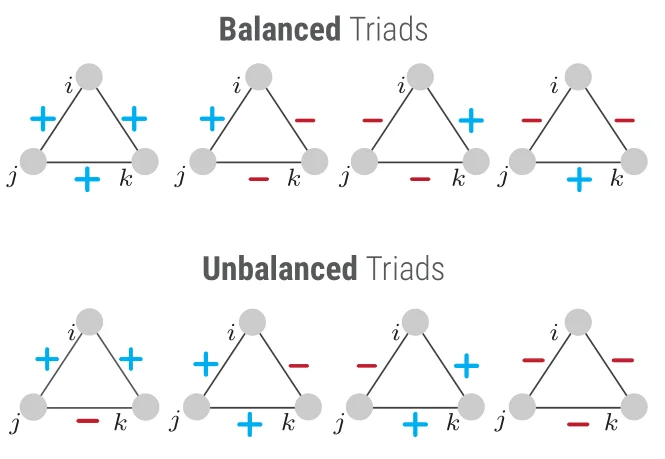 Balanced Triads
i i i i
+ + + − − + − −
j + k j − k j − k j + k
Unbalanced Triads
i i i i
+ + + − − + − −
j − k j + k j + k j − k